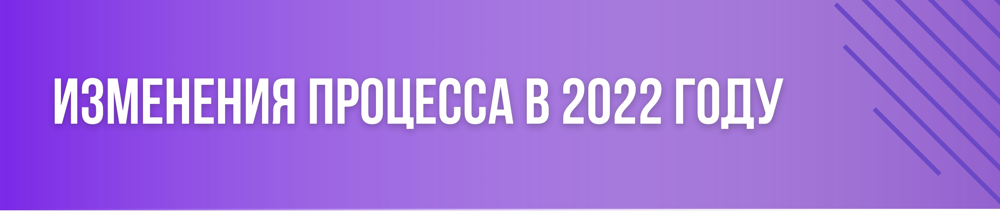 ИЗМЕНЕНИЯ ПРОЦЕССА В 2022 ГОДУ